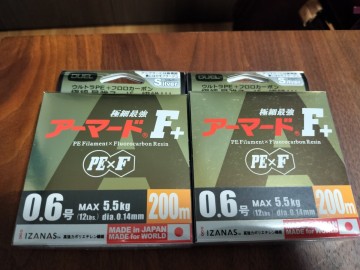 DUEL
ウルトラPE+フロロカーボン
極細最強
アーマード® F+
PE Filament×Fluorocarbon Resin
PE×F
0.6号
MAX 5.5kg
(12LBS.) dia. 0.14mm
200m
IZANAS
MADE IN JAPAN
MADE for WORLD
DUEL
ウルトラPE+フロロカーボン
極細最強
アーマード® F+
PE Filament×Fluorocarbon Resin
PE×F
0.6号
MAX 5.5kg
(12LBS.) dia. 0.14mm
200m
IZANAS
MADE IN JAPAN
MADE for WORLD